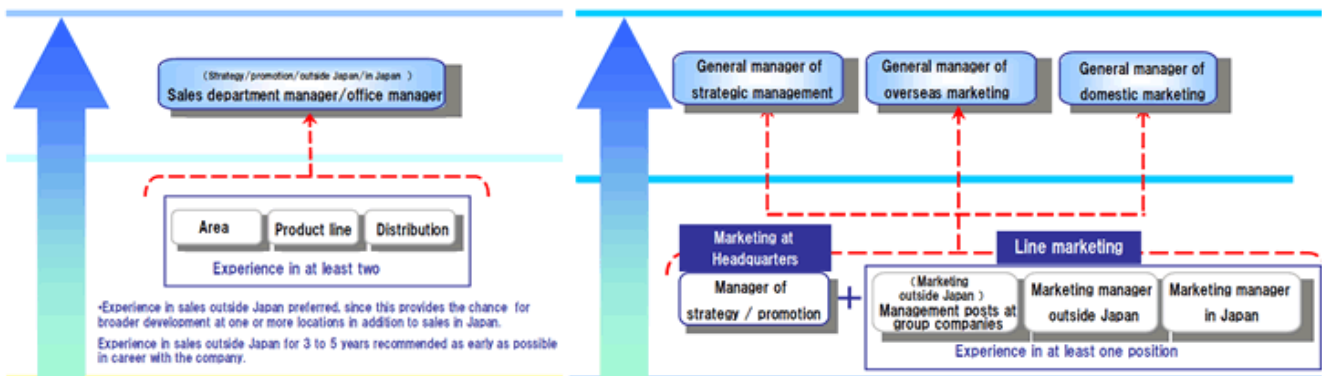 (Strategy/promotion/outside Japan/in Japan )
Sales department manager/office manager
Area
Product line
Distribution
Experience in at least two
•Experience in sales outside Japan preferred, since this provides the chance for
broader development at one or more locations in addition to sales in Japan.
Experience in sales outside Japan for 3 to 5 years recommended as early as possible
in career with the company.
General manager of
strategic management
General manager of
overseas marketing
General manager of
domestic marketing
Marketing at
Headquarters
Line marketing
Manager of
strategy / promotion
+
(Marketing
outside Japan )
Management posts at
group companies
Marketing manager
outside Japan
Marketing manager
in Japan
Experience in at least one position